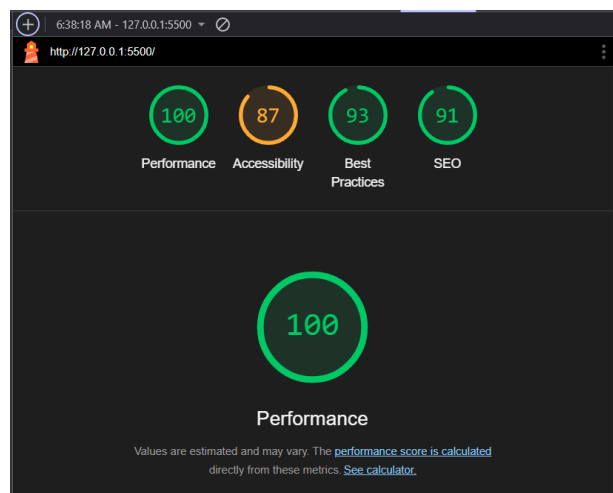 6:38:18 AM - 127.0.0.1:5500
http://127.0.0.1:5500/
100
87
93
91
Performance
Accessibility
Best
Practices
SEO
100
Performance
Values are estimated and may vary. The performance score is calculated
directly from these metrics. See calculator.